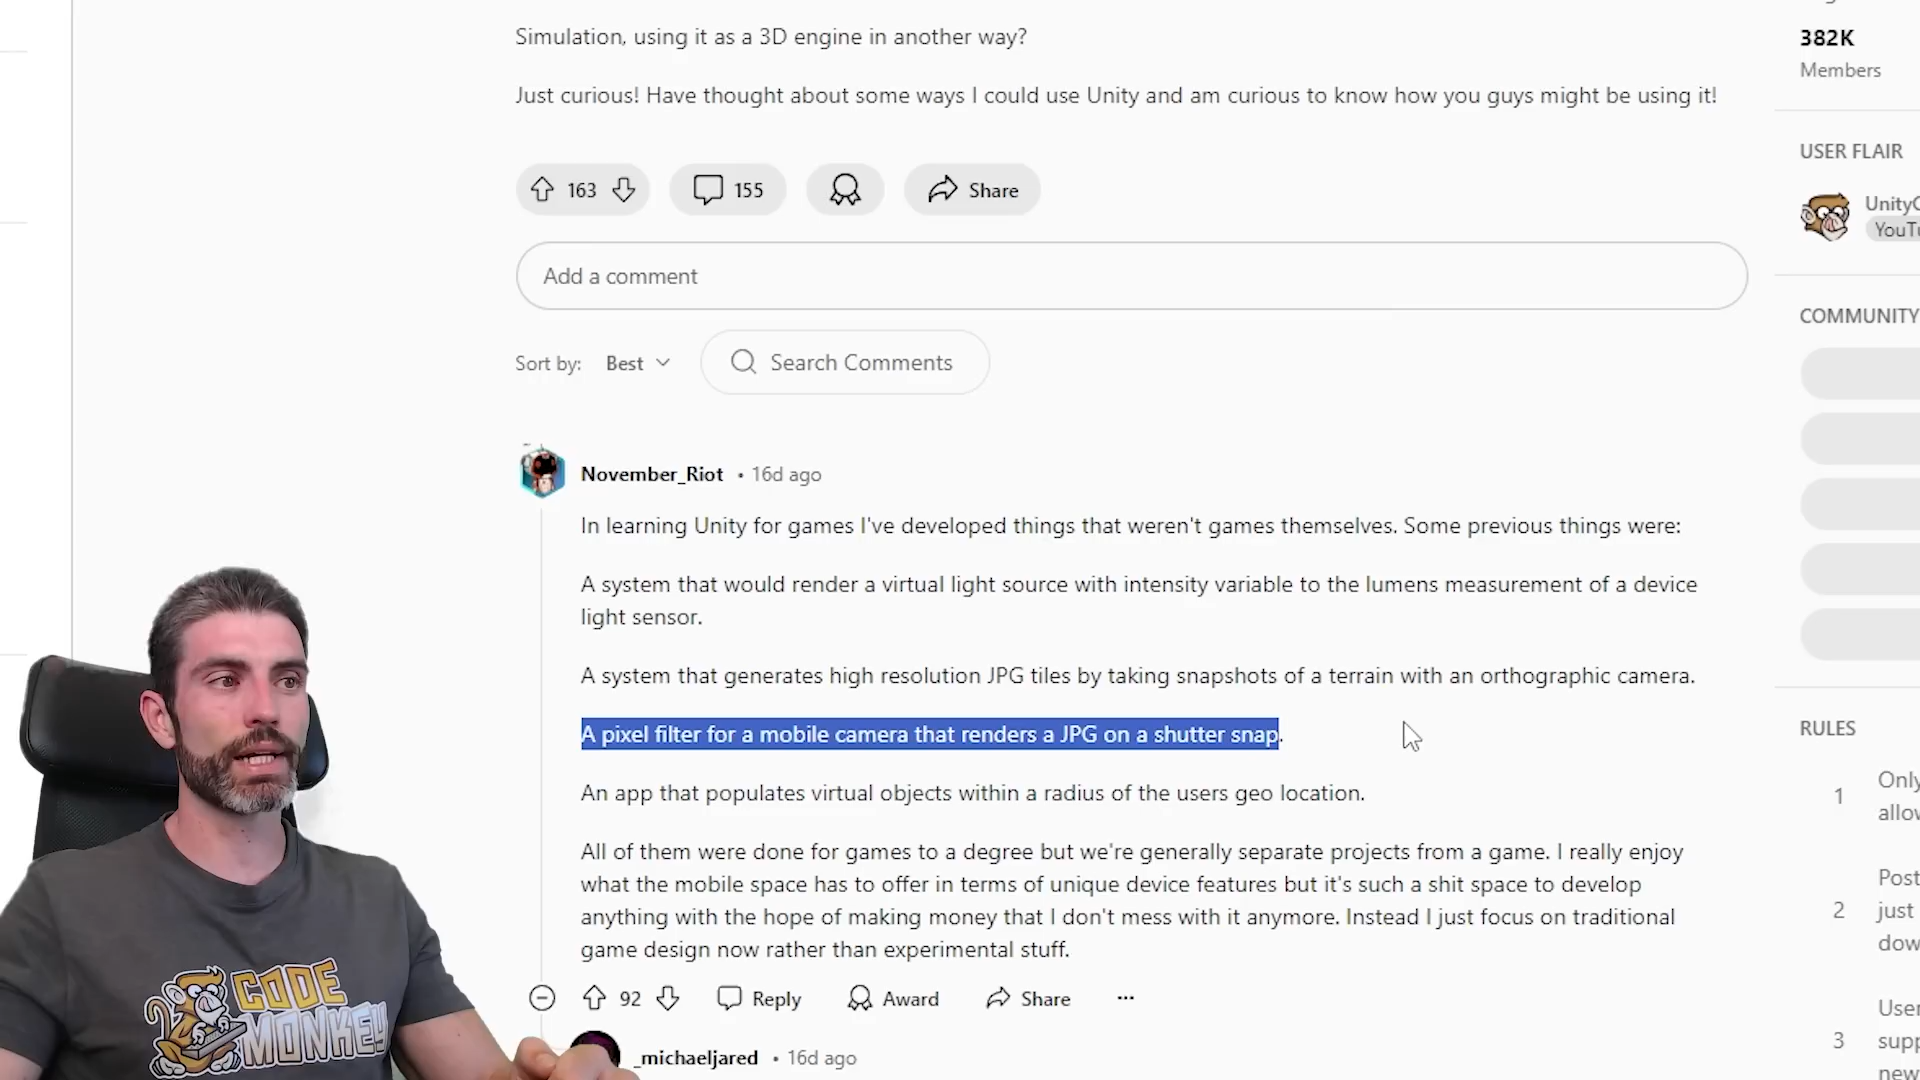 Simulation, using it as a 3D engine in another way?
Just curious! Have thought about some ways I could use Unity and am curious to know how you guys might be using it!
163
155
Share
Add a comment
Sort by: Best
Search Comments
November_Riot • 16d ago
In learning Unity for games I've developed things that weren't games themselves. Some previous things were:
A system that would render a virtual light source with intensity variable to the lumens measurement of a device
light sensor.
A system that generates high resolution JPG tiles by taking snapshots of a terrain with an orthographic camera.
A pixel filter for a mobile camera that renders a JPG on a shutter snap.
An app that populates virtual objects within a radius of the users geo location.
All of them were done for games to a degree but we're generally separate projects from a game. I really enjoy
what the mobile space has to offer in terms of unique device features but it's such a shit space to develop
anything with the hope of making money that I don't mess with it anymore. Instead I just focus on traditional
game design now rather than experimental stuff.
92
Reply
Award
Share
_michaeljared • 16d ago
382K
Members
USER FLAIR
UnityC
YouTu
COMMUNITY
RULES
1
Only
allow
2
Post
just
dow
3
User
supp
new
CODE
MONKEY